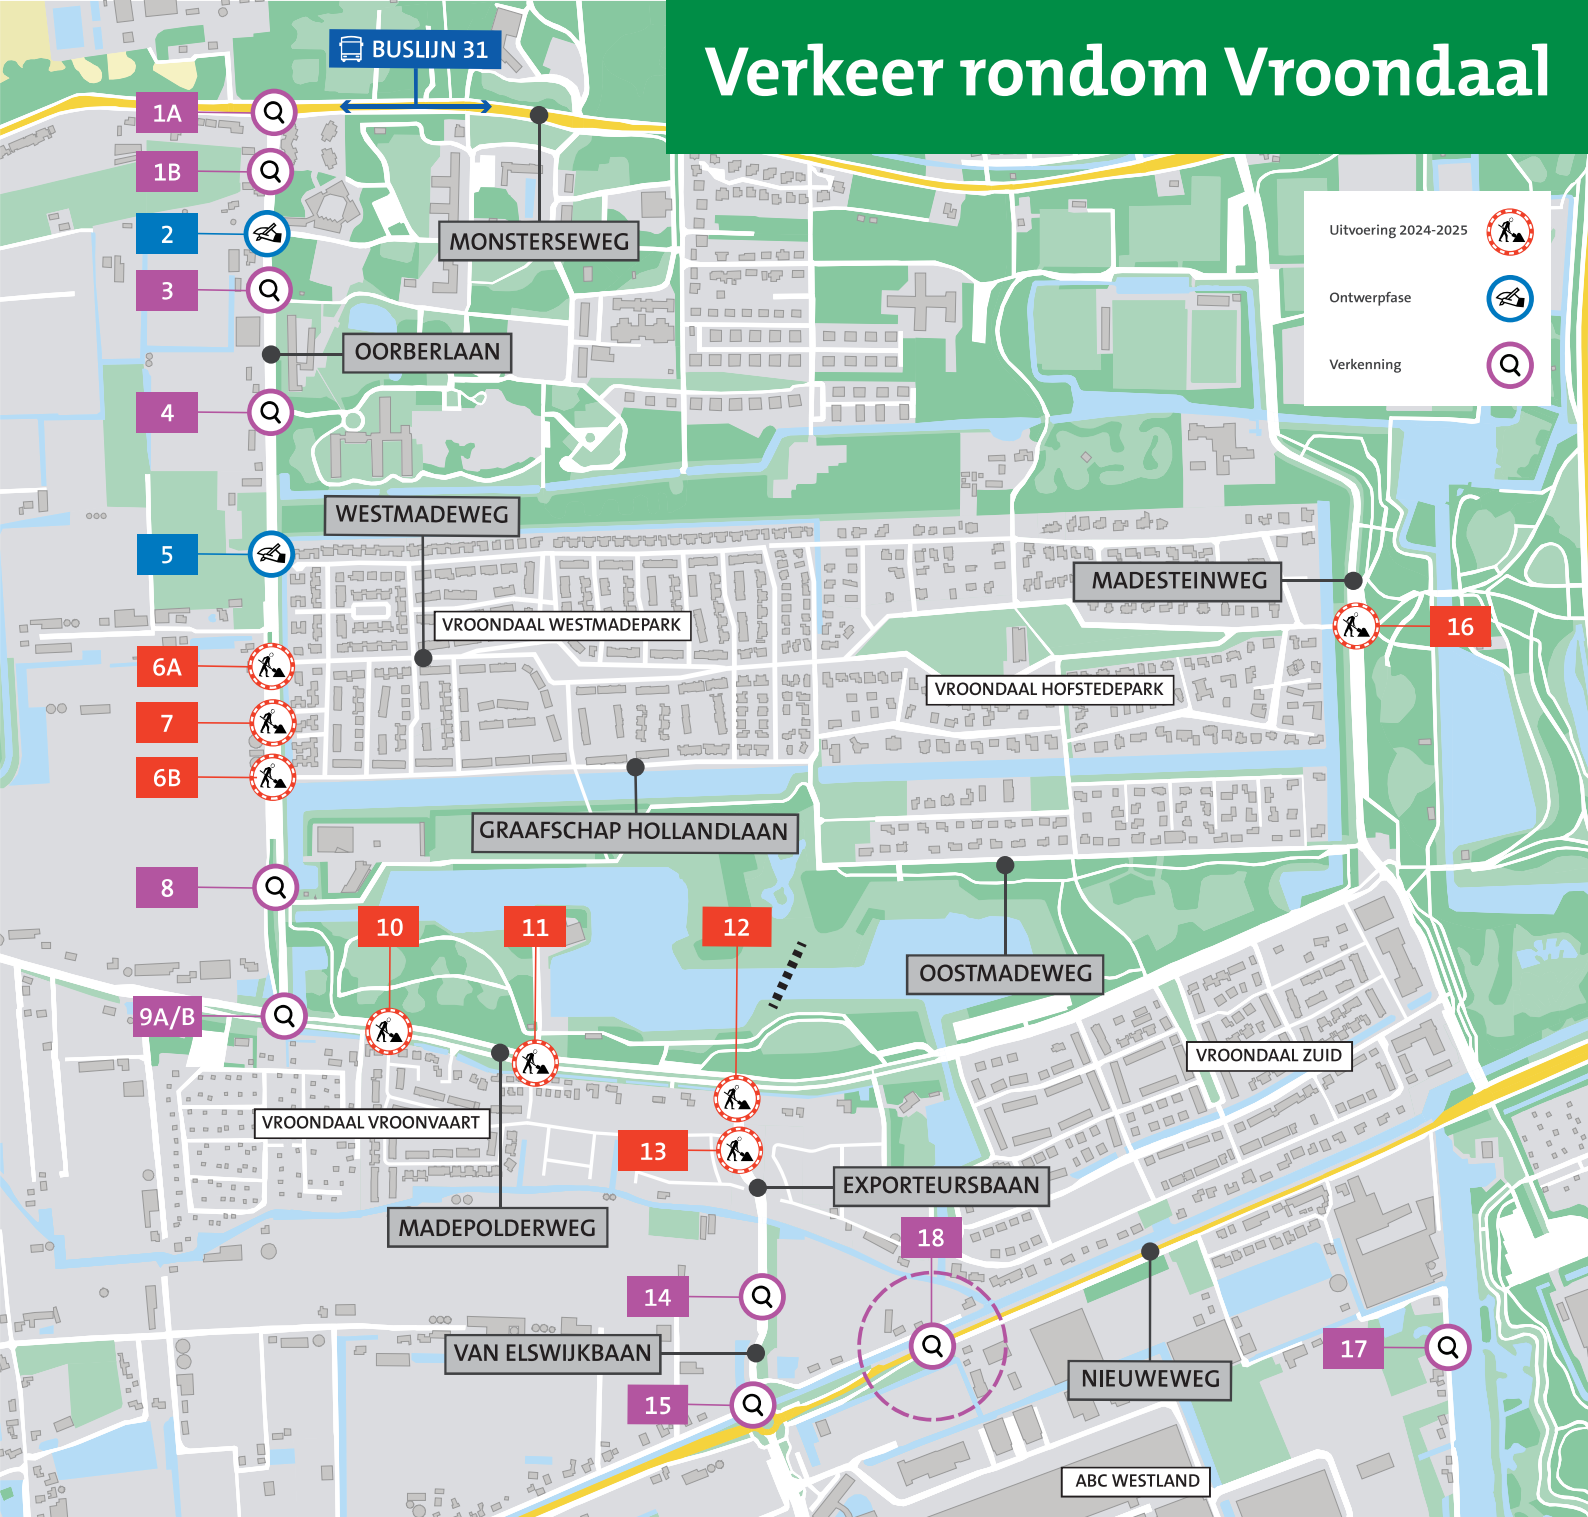 Verkeer rondom Vroondaal
BUSLIJN 31
1A
1B
2
MONSTERSEWEG
Uitvoering 2024-2025
3
Ontwerpfase
OORBERLAAN
Verkenning
4
WESTMADEWEG
5
MADESTEINWEG
VROONDAAL WESTMADEPARK
16
6A
VROONDAAL HOFSTEDEPARK
7
6B
GRAAFSCHAP HOLLANDLAAN
8
10
11
12
OOSTMADEWEG
9A/B
VROONDAAL ZUID
VROONDAAL VROONVAART
13
EXPORTEURSBAAN
MADEPOLDERWEG
18
14
VAN ELSWIJKBAAN
17
NIEUWEWEG
15
ABC WESTLAND